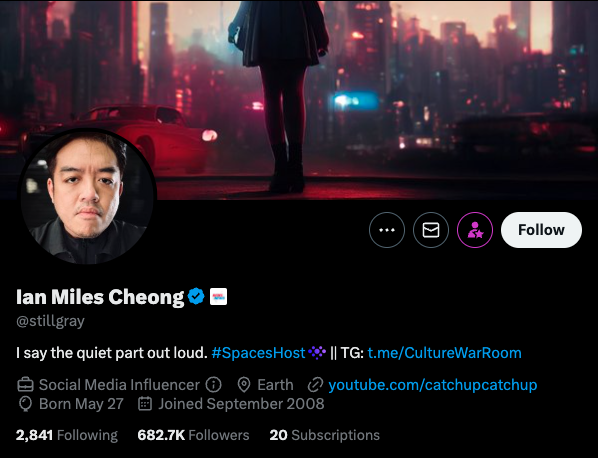 Follow
Ian Miles Cheong
@stillgray
I say the quiet part out loud. #SpacesHost || TG: t.me/CultureWarRoom
Social Media Influencer Earth youtube.com/catchupcatchup
Born May 27 Joined September 2008
2,841 Following 682.7K Followers 20 Subscriptions